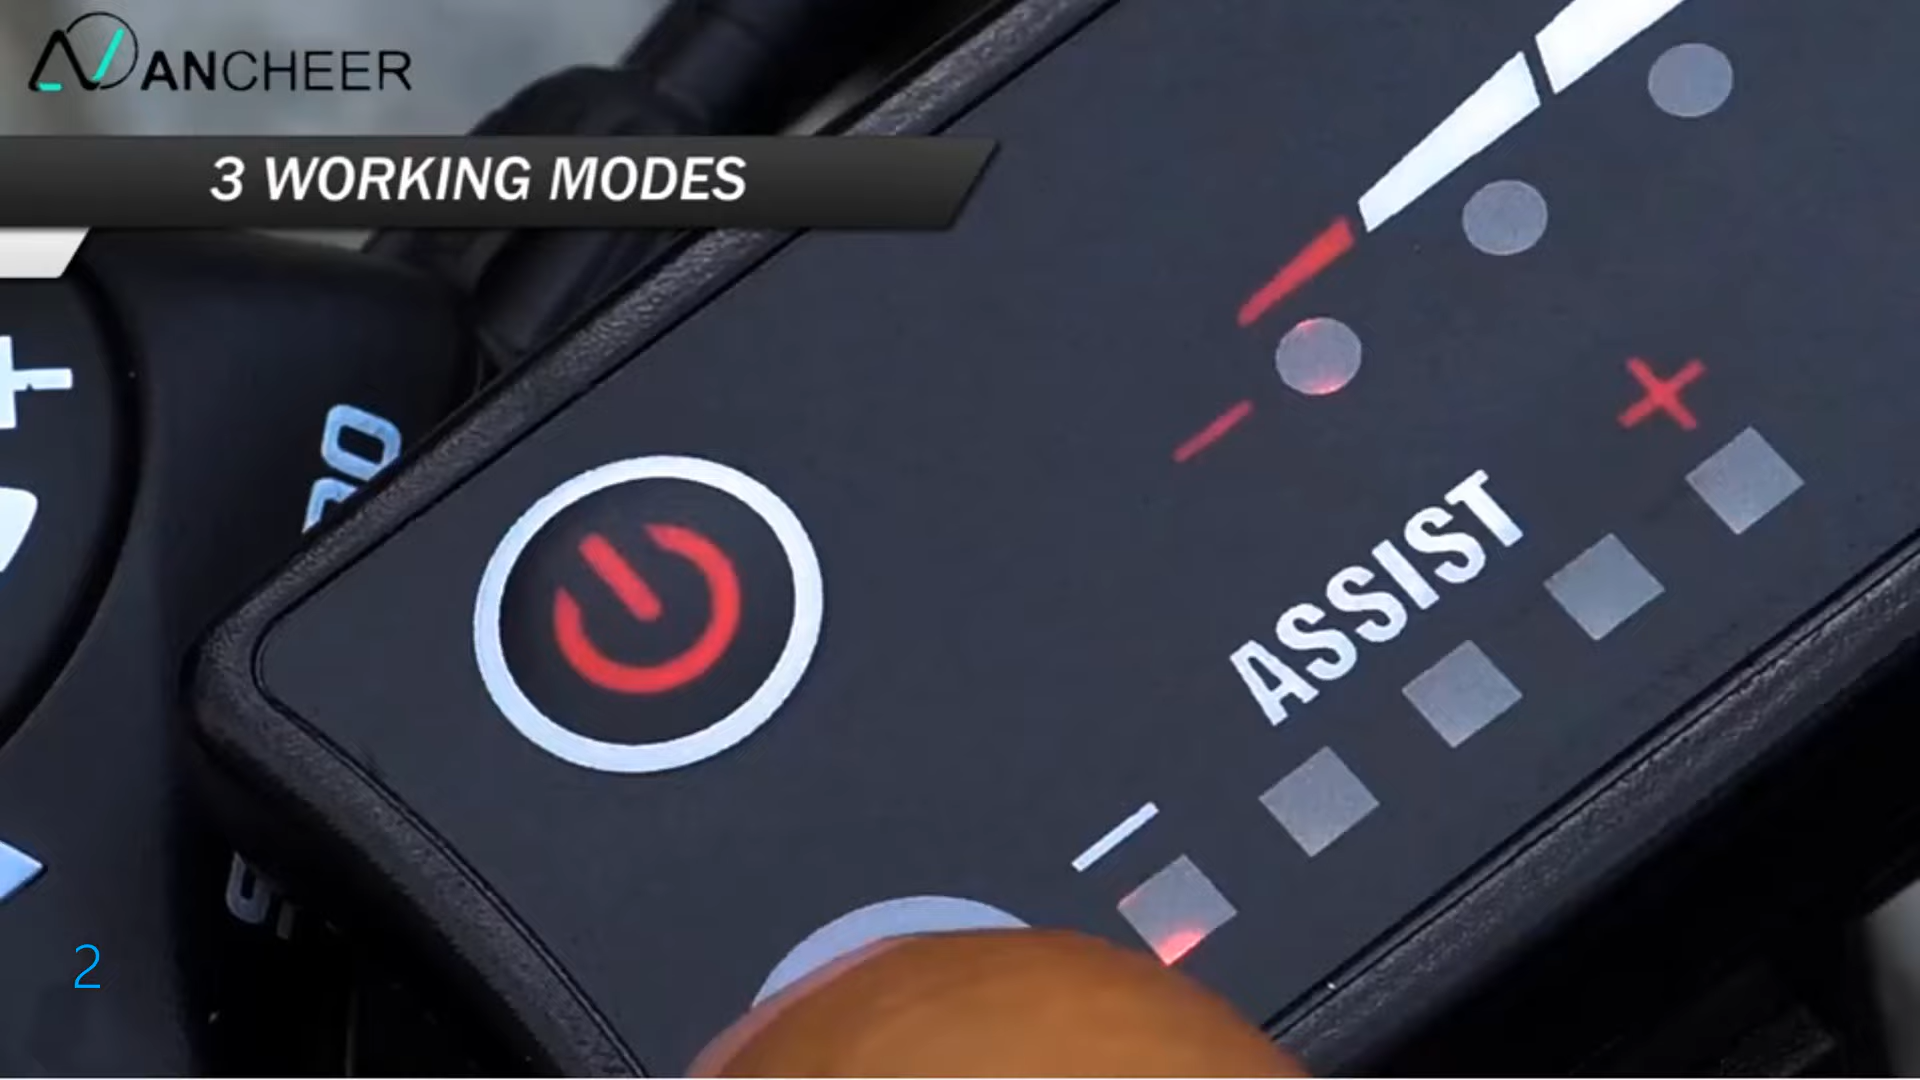 ANCHEER
3 WORKING MODES
+
ASSIST
2